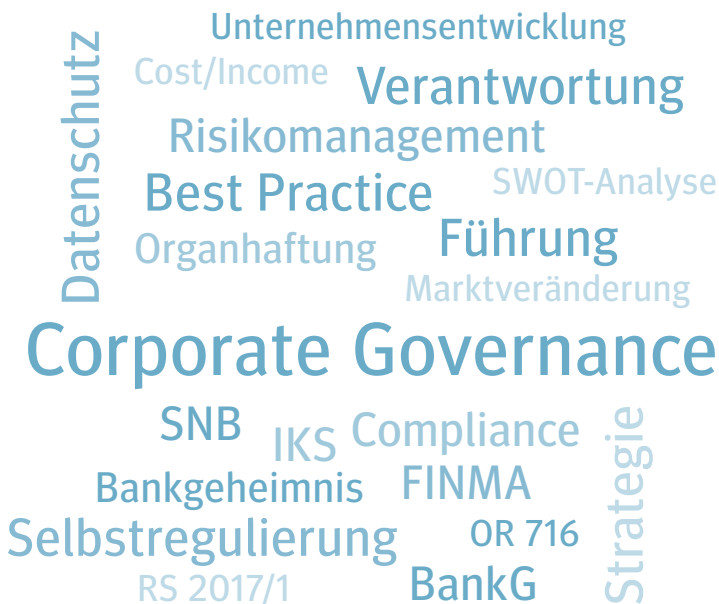 Unternehmensentwicklung
Datenschutz
Cost/Income
Verantwortung
Risikomanagement
Best Practice
SWOT-Analyse
Organhaftung
Führung
Marktveränderung
Corporate Governance
SNB
IKS
Compliance
Strategie
Bankgeheimnis
FINMA
Selbstregulierung
OR 716
RS 2017/1
BankG